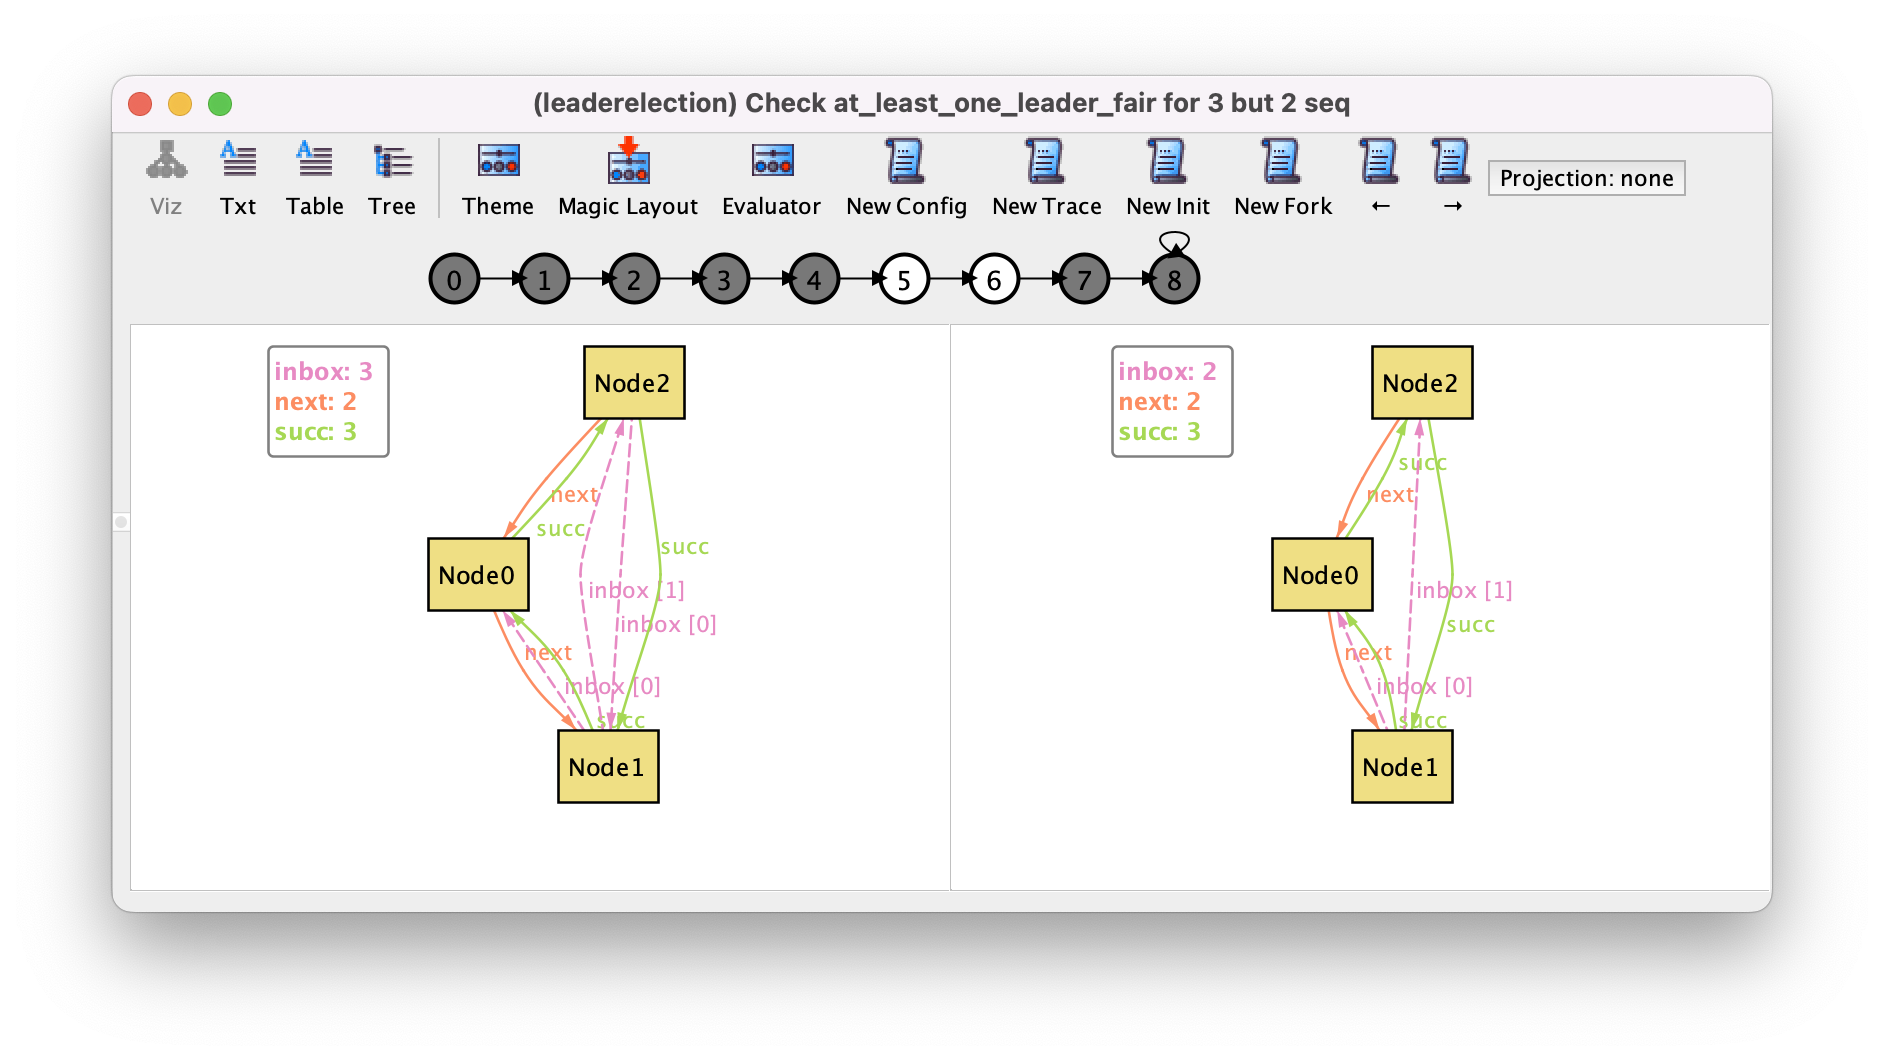 (leaderelection) Check at_least_one_leader_fair for 3 but 2 seq
Viz
Txt
Table
Tree
Theme
Magic Layout
Evaluator
New Config
New Trace
New Init
New Fork
←
→
Projection: none
0
1
2
3
4
5
6
7
8
inbox: 3
next: 2
succ: 3
Node2
next
succ
succ
Node0
inbox [1]
inbox [0]
next
inbox [0]
succ
Node1
inbox: 2
next: 2
succ: 3
Node2
succ
next
Node0
inbox [1]
succ
next
inbox [0]
succ
Node1